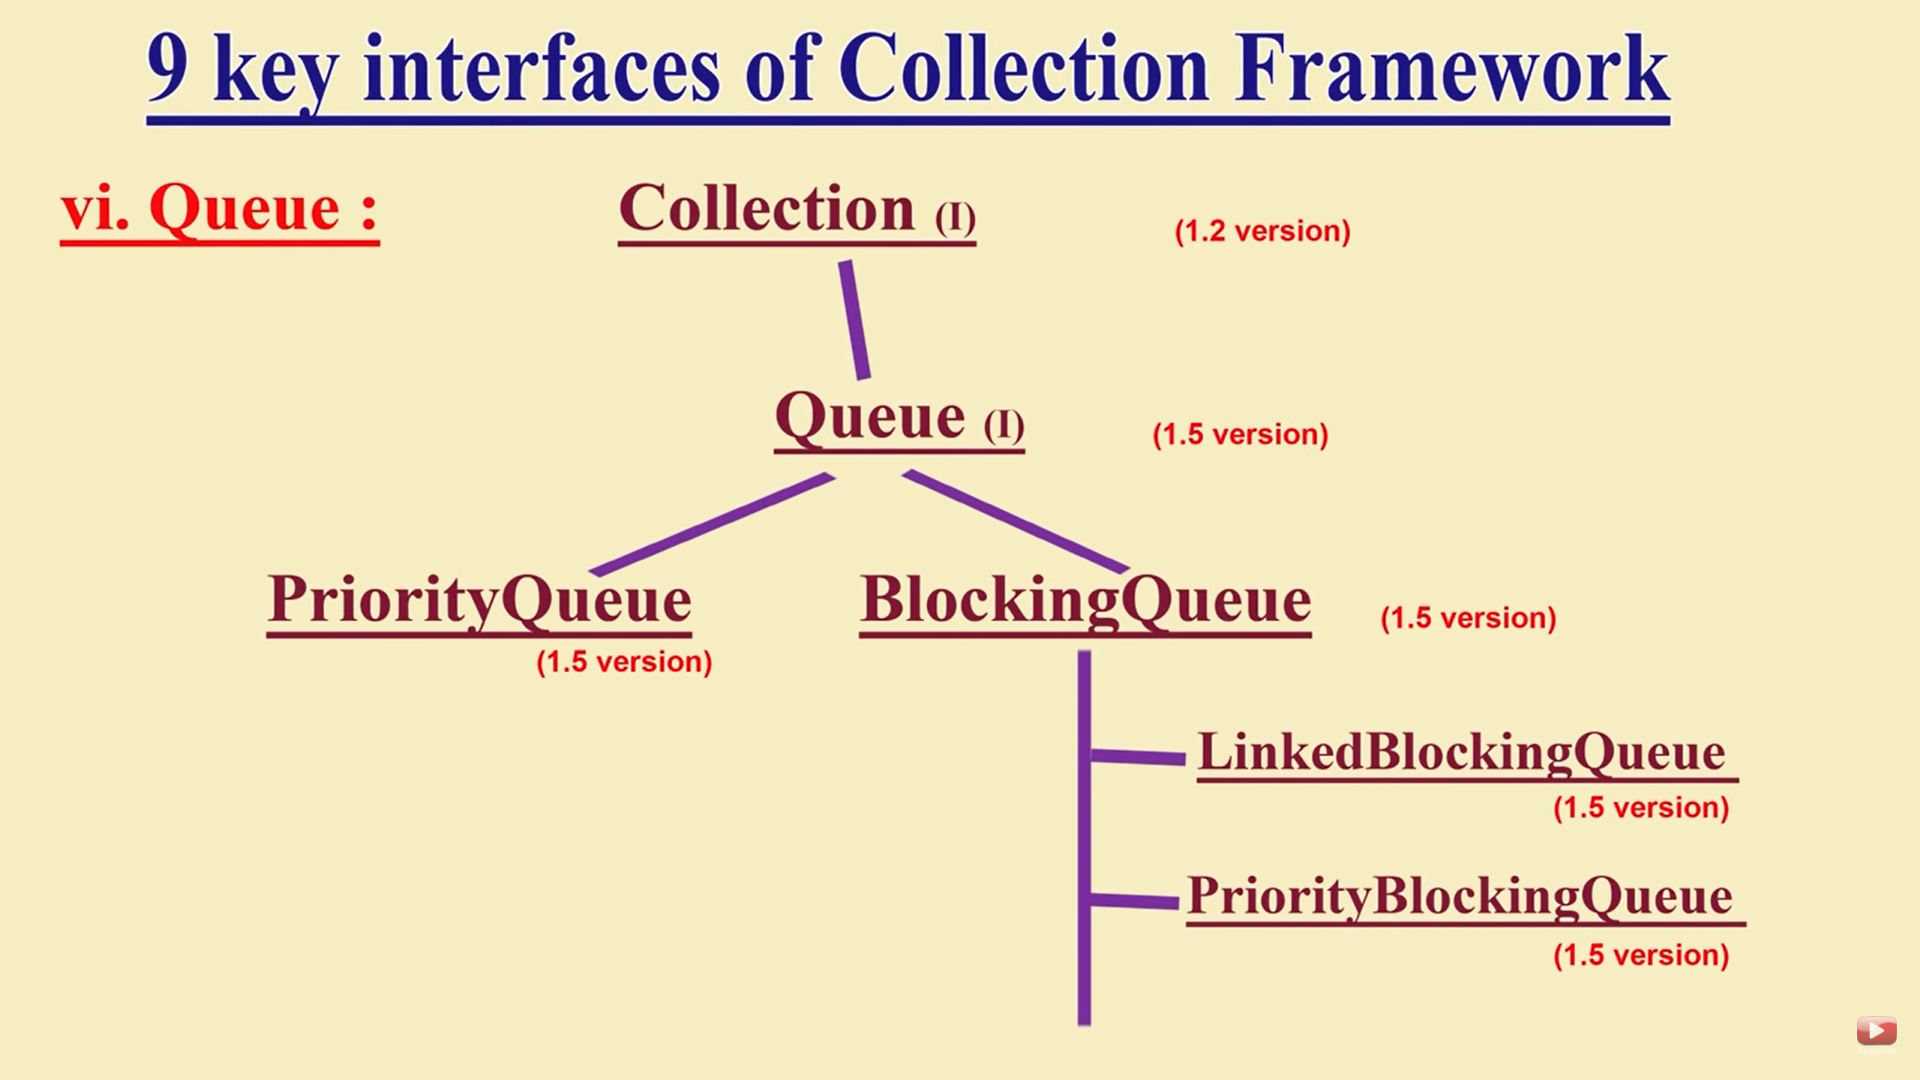 9 key interfaces of Collection Framework
vi. Queue :
Collection (I)
(1.2 version)
Queue (I)
(1.5 version)
PriorityQueue
(1.5 version)
BlockingQueue
(1.5 version)
LinkedBlockingQueue
(1.5 version)
PriorityBlockingQueue
(1.5 version)